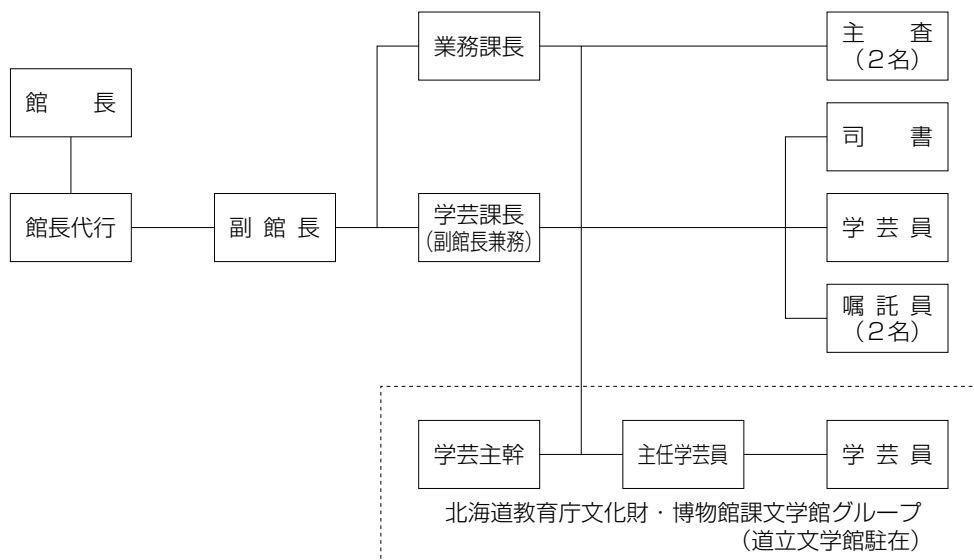 業務課長
主　　査
（２名）
館　　長
司　　書
館長代行
副 館 長
学芸課長
（副館長兼務）
学 芸 員
嘱 託 員
（２名）
学芸主幹
主任学芸員
学 芸 員
北海道教育庁文化財・博物館課文学館グループ
（道立文学館駐在）